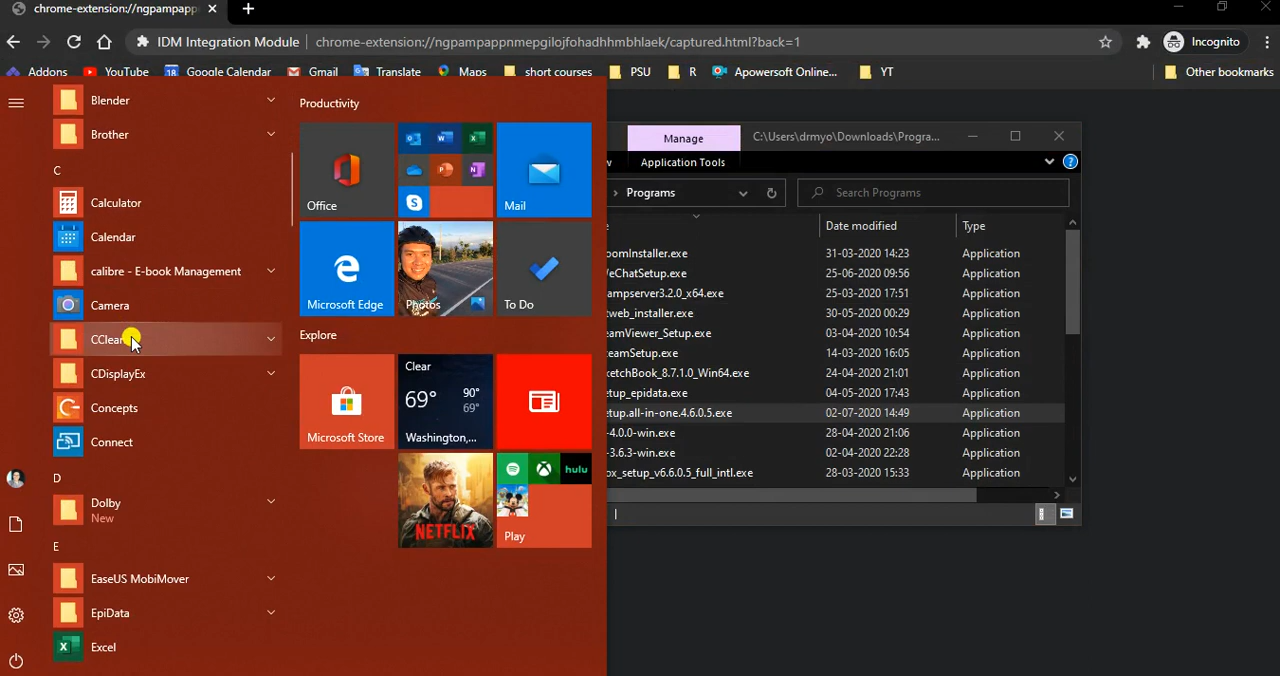 chrome-extension://ngpampapp
IDM Integration Module
chrome-extension://ngpampappnmepgilojfohadhhmbhlaek/captured.html?back=1
Incognito
Addons
YouTube
Google Calendar
Gmail
Translate
Maps
short courses
PSU
R
Apowersoft Online...
YT
Other bookmarks
Blender
Brother
C
Calculator
Calendar
calibre - E-book Management
Camera
CClean
CDisplayEx
Concepts
Connect
D
Dolby
New
E
EaseUS MobiMover
EpiData
Excel
Productivity
Office
Mail
Microsoft Edge
Photos
To Do
Explore
Microsoft Store
Clear
69°
90°
69°
Washington,...
NETFLIX
hulu
Play
Manage
C:\Users\drmyo\Downloads\Progra...
Application Tools
Programs
Search Programs
Date modified
Type
oomInstaller.exe 31-03-2020 14:23 Application
eChatSetup.exe 25-06-2020 09:56 Application
ampserver3.2.0_x64.exe 25-03-2020 17:51 Application
web_installer.exe 30-05-2020 00:29 Application
eamViewer_Setup.exe 03-04-2020 10:54 Application
eamSetup.exe 14-03-2020 16:05 Application
ketchBook_8.7.1.0_Win64.exe 24-04-2020 21:01 Application
etup_epidata.exe 04-05-2020 17:43 Application
etup.all-in-one.4.6.0.5.exe 02-07-2020 14:49 Application
-4.0.0-win.exe 28-04-2020 21:06 Application
-3.6.3-win.exe 02-04-2020 22:28 Application
ox_setup_v6.6.0.5_full_intl.exe 28-03-2020 15:33 Application